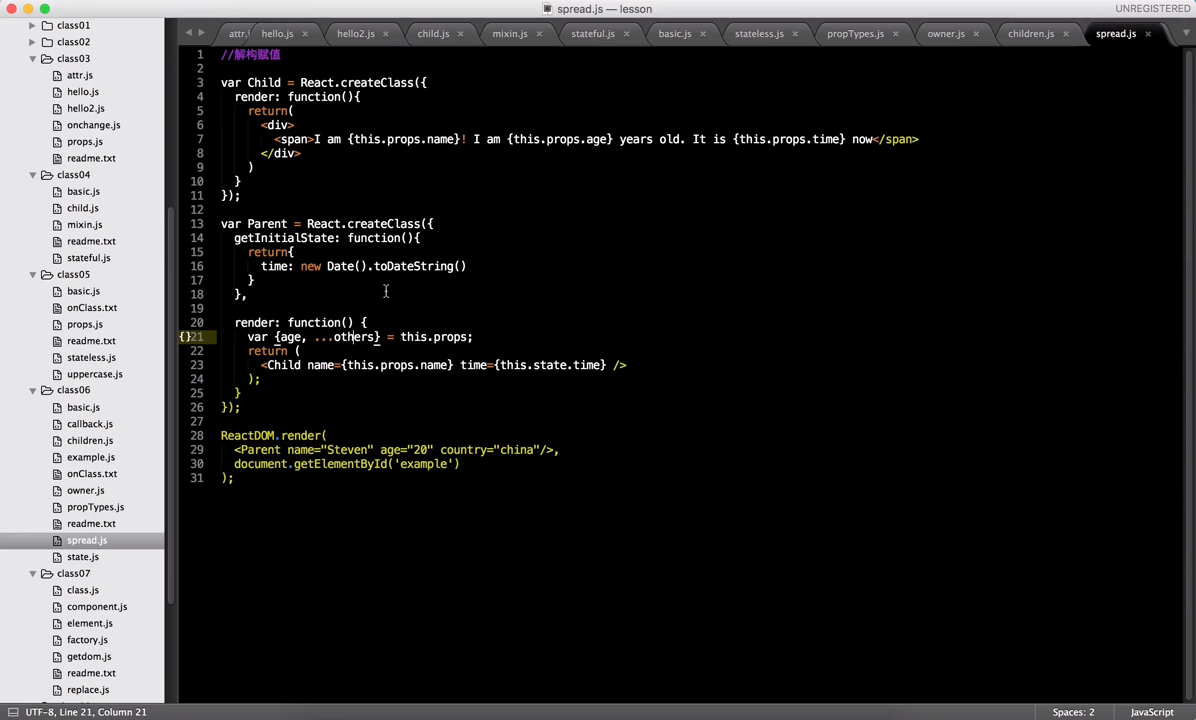 spread.js — lesson
UNREGISTERED
class01
class02
class03
attr.js
hello.js
hello2.js
onchange.js
props.js
readme.txt
class04
basic.js
child.js
mixin.js
readme.txt
stateful.js
class05
basic.js
onClass.txt
props.js
readme.txt
stateless.js
uppercase.js
class06
basic.js
callback.js
children.js
example.js
onClass.txt
owner.js
propTypes.js
readme.txt
spread.js
state.js
class07
class.js
component.js
element.js
factory.js
getdom.js
readme.txt
replace.js
attr. hello.js × hello2.js × child.js × mixin.js × stateful.js × basic.js × stateless.js × propTypes.js × owner.js × children.js × spread.js ×
1 //解构赋值
2
3 var Child = React.createClass({
4 render: function(){
5 return(
6 <div>
7 <span>I am {this.props.name}! I am {this.props.age} years old. It is {this.props.time} now</span>
8 </div>
9 )
10 }
11 });
12
13 var Parent = React.createClass({
14 getInitialState: function(){
15 return{
16 time: new Date().toDateString()
17 }
18 },
19
20 render: function() {
{}21 var {age, ...others} = this.props;
22 return (
23 <Child name={this.props.name} time={this.state.time} />
24 );
25 }
26 });
27
28 ReactDOM.render(
29 <Parent name="Steven" age="20" country="china"/>,
30 document.getElementById('example')
31 );
UTF-8, Line 21, Column 21
Spaces: 2
JavaScript